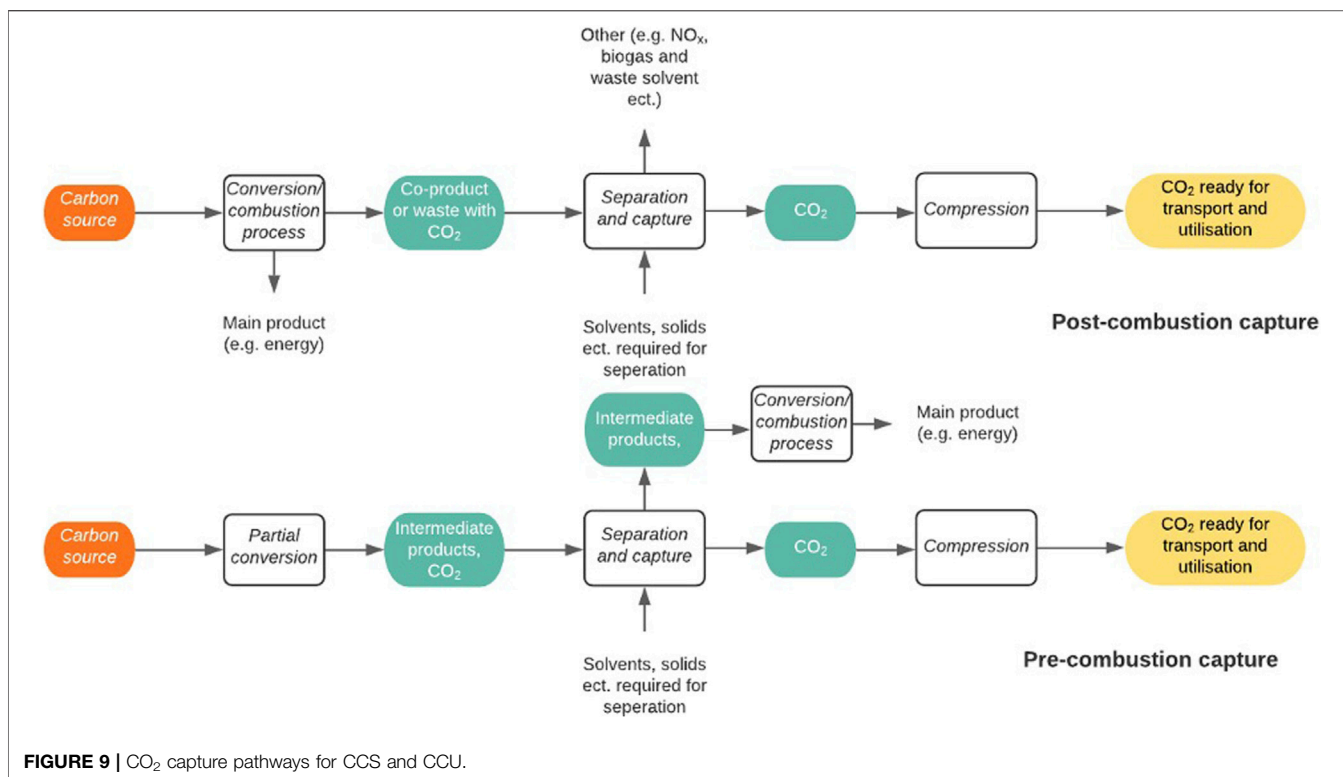 Other (e.g. NOx,
biogas and
waste solvent
ect.)
Carbon
source
Conversion/
combustion
process
Co-product
or waste with
CO2
Separation
and capture
CO2
Compression
CO2 ready for
transport and
utilisation
Main product
(e.g. energy)
Solvents, solids
ect. required for
seperation
Post-combustion capture
Intermediate
products,
Conversion/
combustion
process
Main product
(e.g. energy)
Carbon
source
Partial
conversion
Intermediate
products,
CO2
Separation
and capture
CO2
Compression
CO2 ready for
transport and
utilisation
Solvents, solids
ect. required for
seperation
Pre-combustion capture
FIGURE 9 | CO2 capture pathways for CCS and CCU.